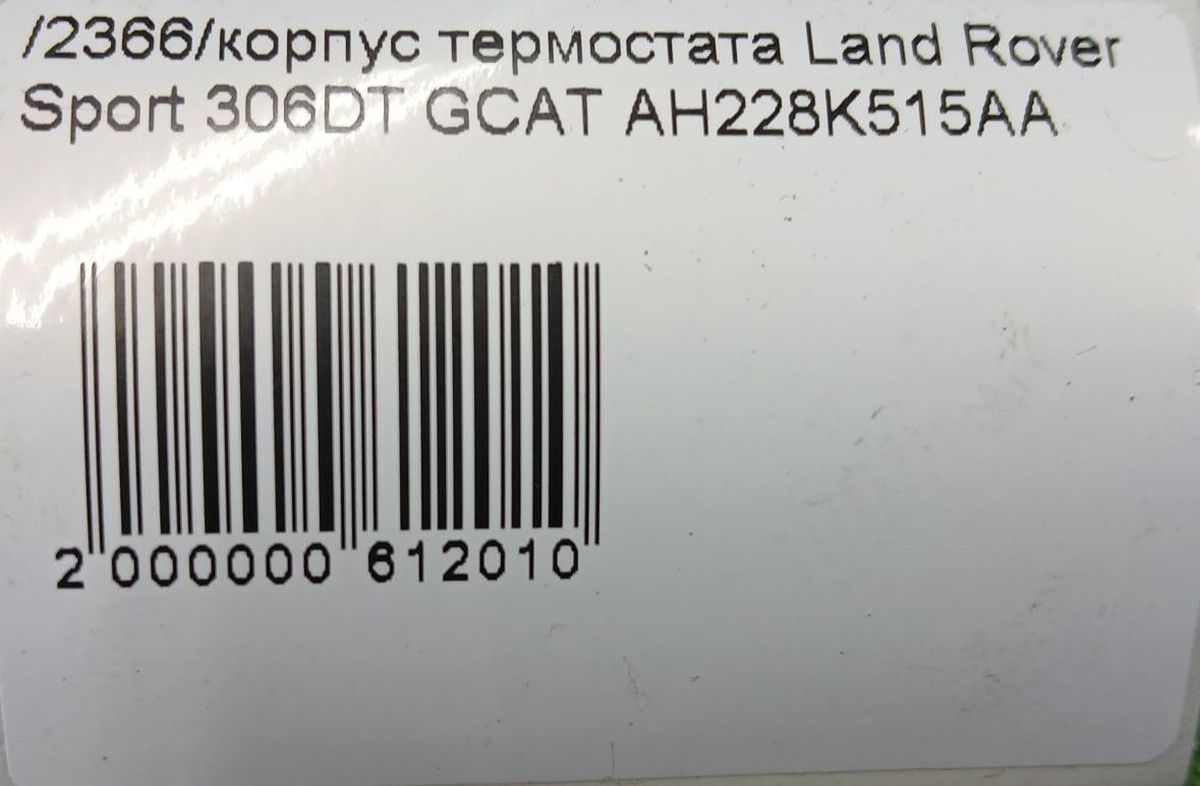 /2366/корпус термостата Land Rover
Sport 306DT GCAT AH228K515AA
2 000000 612010